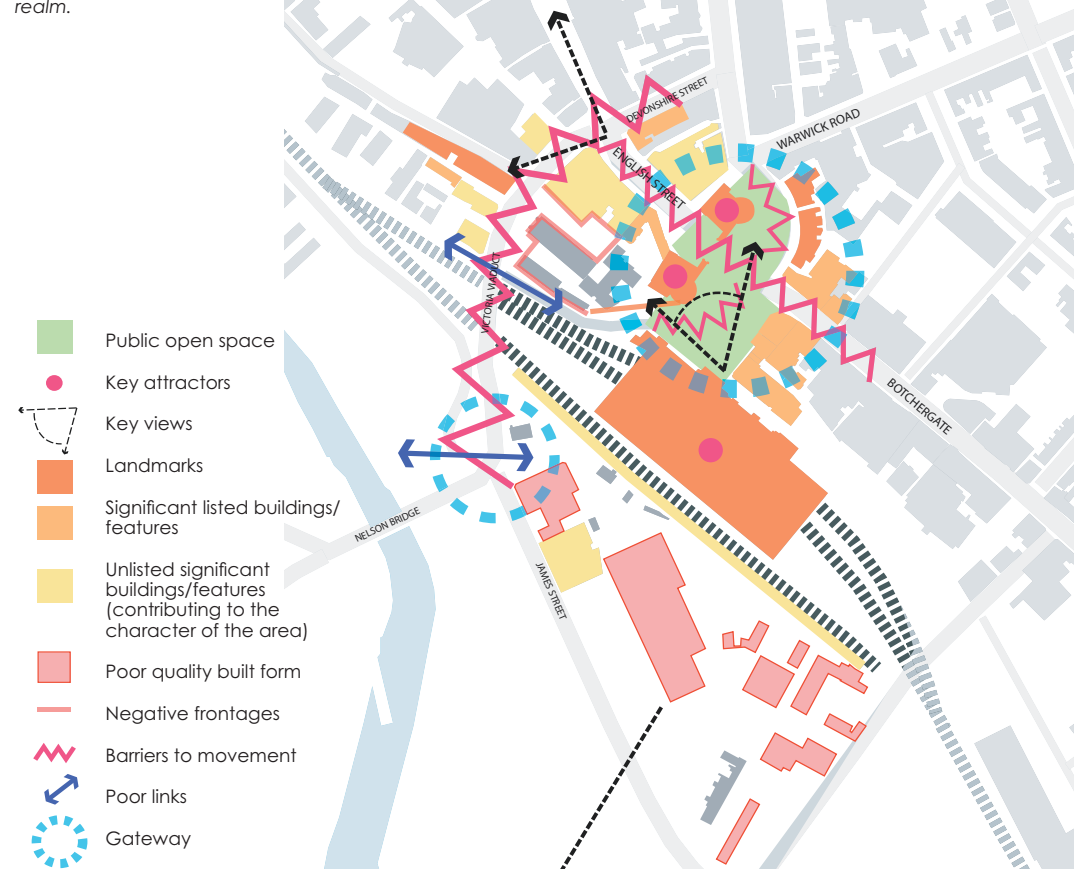 realm.
DEVONSHIRE STREET
WARWICK ROAD
ENGLISH STREET
VICTORIA VIADUCT
BOTCHERGATE
NELSON BRIDGE
JAMES STREET
Public open space
Key attractors
Key views
Landmarks
Significant listed buildings/
features
Unlisted significant
buildings/features
(contributing to the
character of the area)
Poor quality built form
Negative frontages
Barriers to movement
Poor links
Gateway